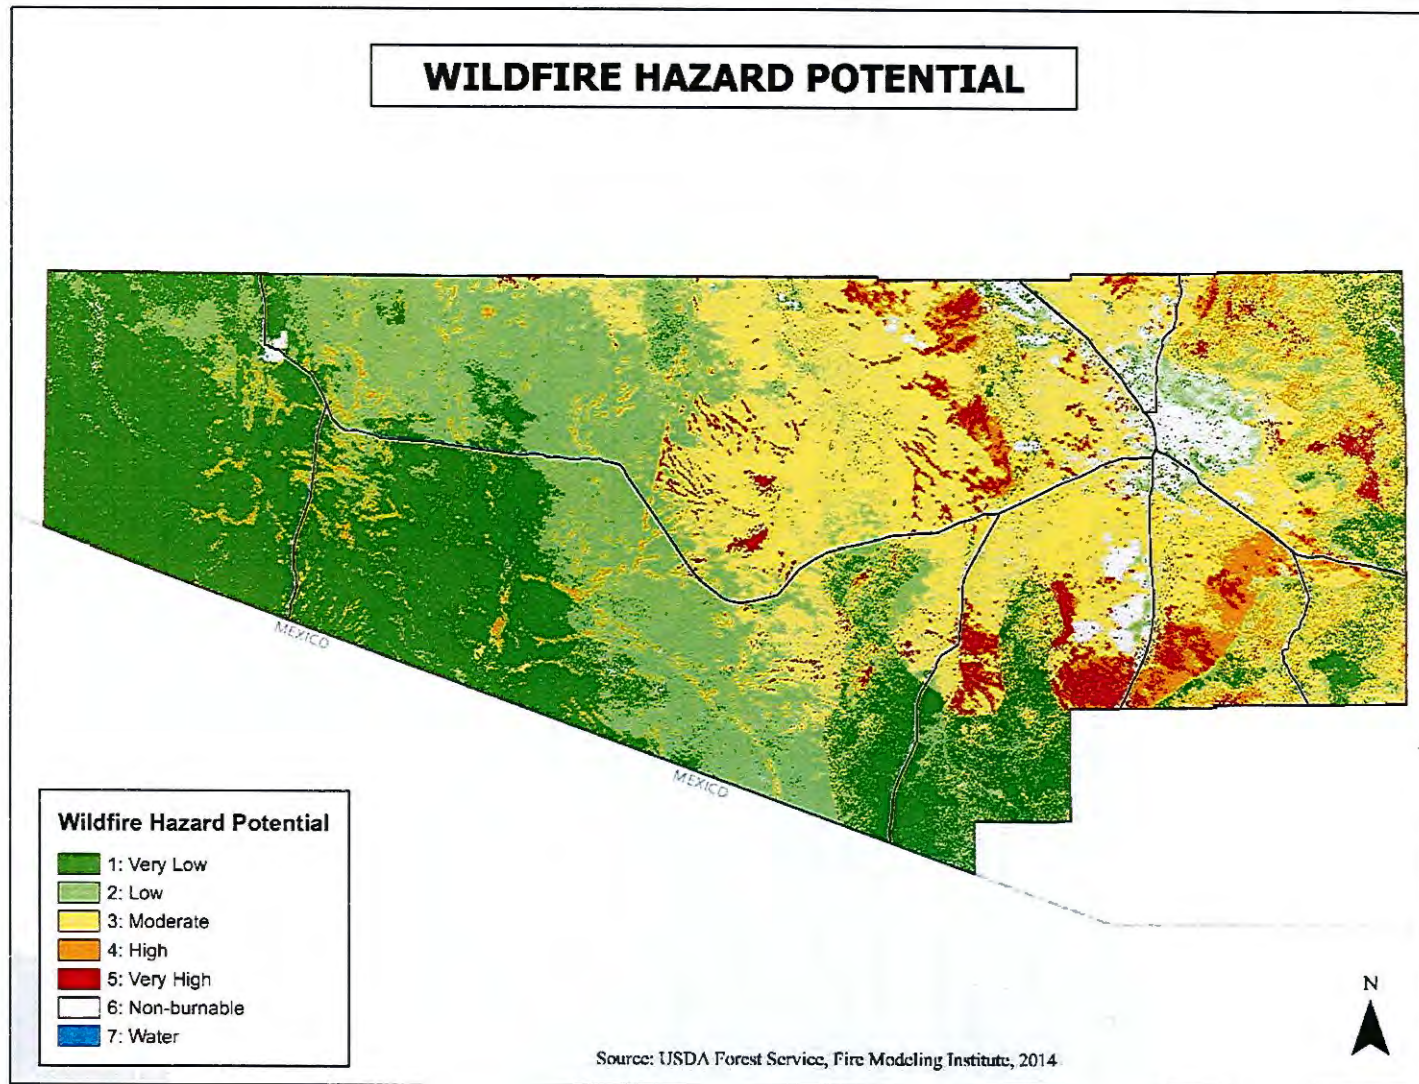 WILDFIRE HAZARD POTENTIAL
MEXICO
MEXICO
Wildfire Hazard Potential
1: Very Low
2: Low
3: Moderate
4: High
5: Very High
6: Non-burnable
7: Water
N
Source: USDA Forest Service, Fire Modeling Institute, 2014